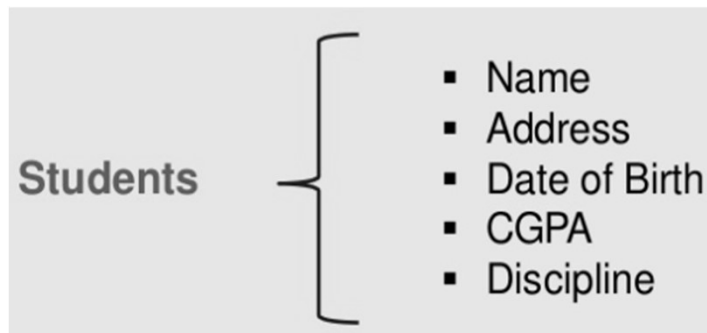 Students
▪ Name
▪ Address
▪ Date of Birth
▪ CGPA
▪ Discipline